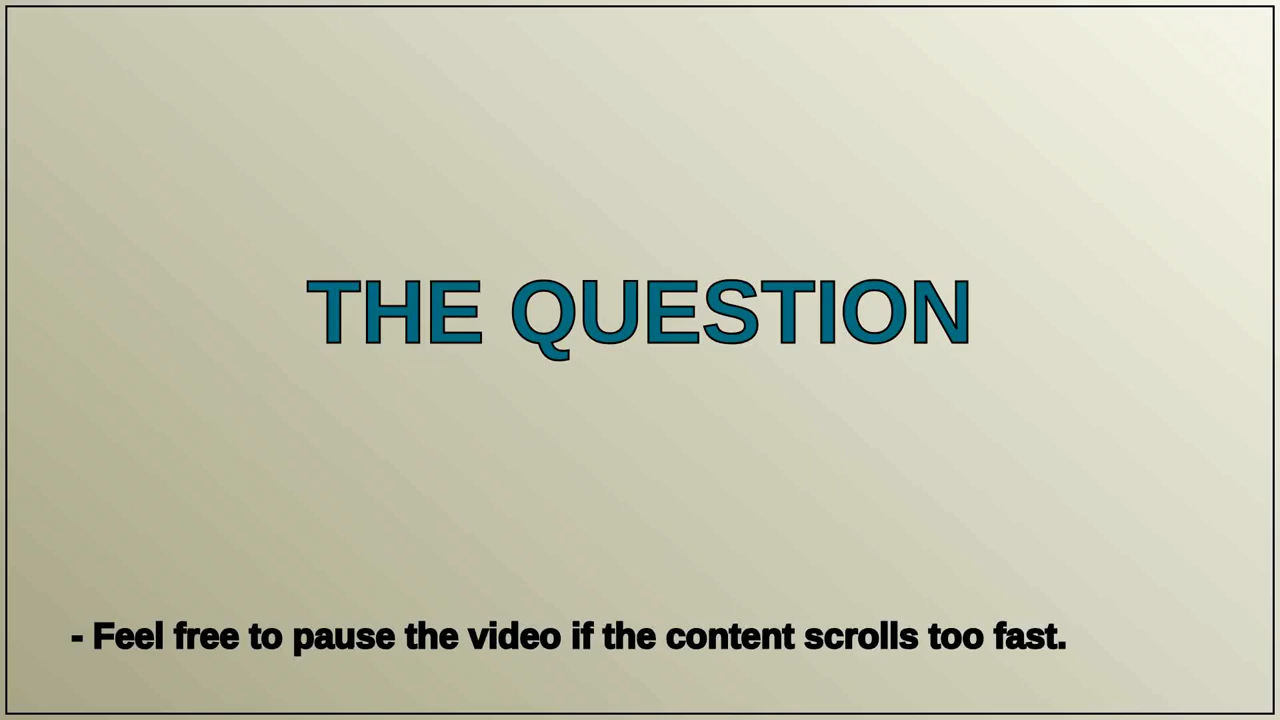 THE QUESTION
- Feel free to pause the video if the content scrolls too fast.